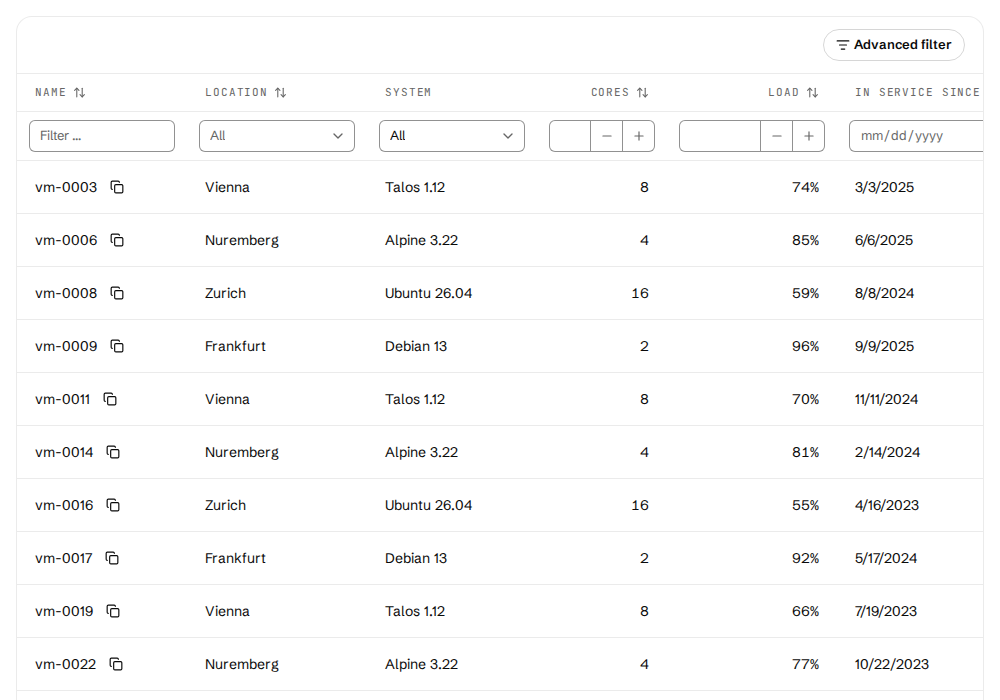 Advanced filter
NAME LOCATION SYSTEM CORES LOAD IN SERVICE SINCE
Filter ... All All mm/dd/yyyy
vm-0003 Vienna Talos 1.12 8 74% 3/3/2025
vm-0006 Nuremberg Alpine 3.22 4 85% 6/6/2025
vm-0008 Zurich Ubuntu 26.04 16 59% 8/8/2024
vm-0009 Frankfurt Debian 13 2 96% 9/9/2025
vm-0011 Vienna Talos 1.12 8 70% 11/11/2024
vm-0014 Nuremberg Alpine 3.22 4 81% 2/14/2024
vm-0016 Zurich Ubuntu 26.04 16 55% 4/16/2023
vm-0017 Frankfurt Debian 13 2 92% 5/17/2024
vm-0019 Vienna Talos 1.12 8 66% 7/19/2023
vm-0022 Nuremberg Alpine 3.22 4 77% 10/22/2023